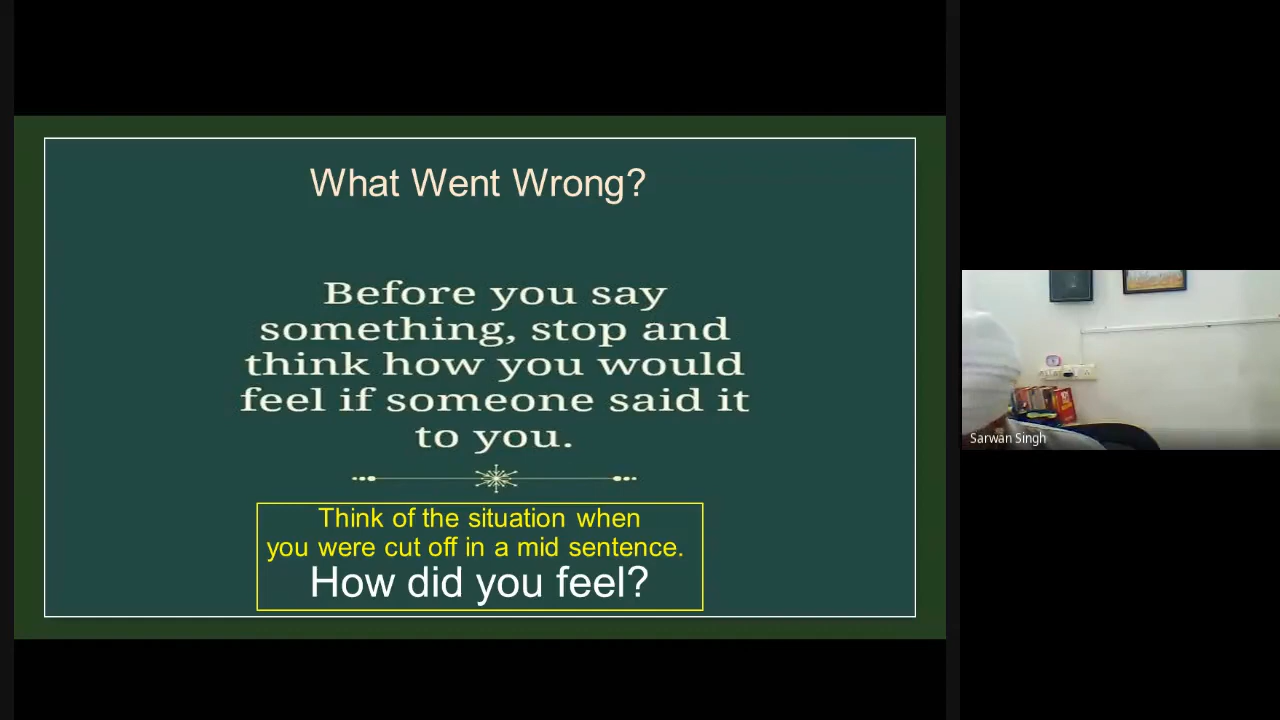 What Went Wrong?
Before you say
something, stop and
think how you would
feel if someone said it
to you.
Think of the situation when
you were cut off in a mid sentence.
How did you feel?
Sarwan Singh